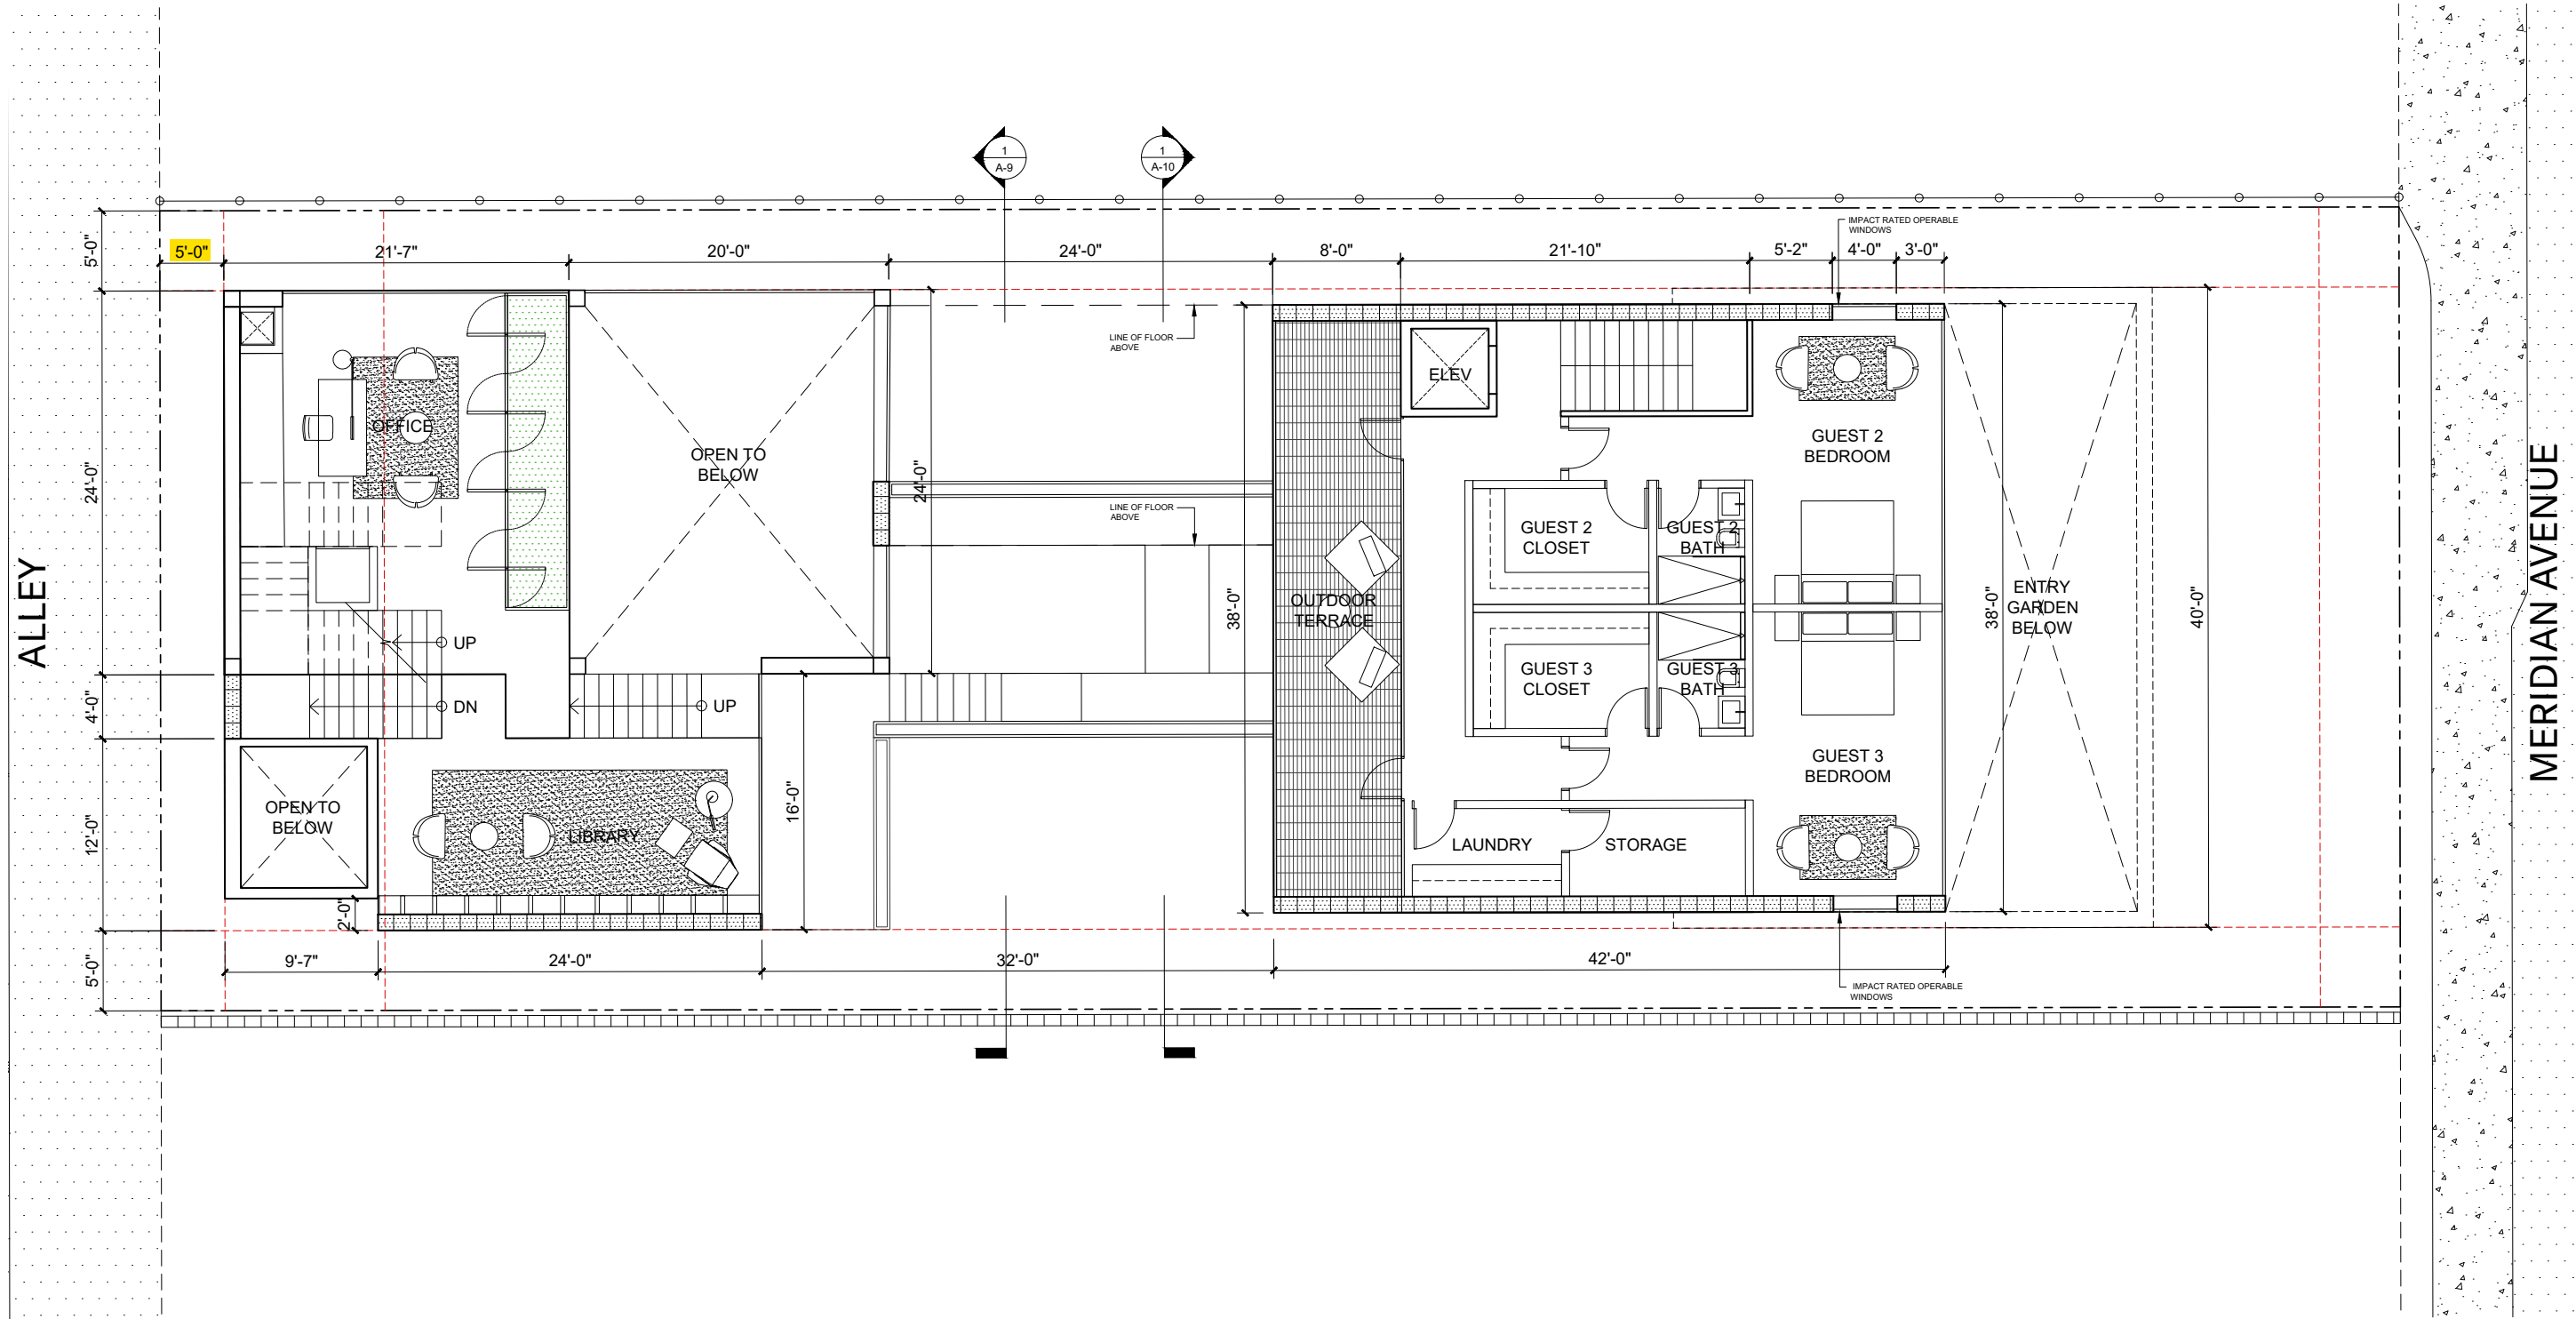 1
A-9
1
A-10
IMPACT RATED OPERABLE
WINDOWS
5'-0"
5'-0"
21'-7"
20'-0"
24'-0"
8'-0"
21'-10"
5'-2"
4'-0"
3'-0"
LINE OF FLOOR
ABOVE
ELEV
OFFICE
OPEN TO
BELOW
GUEST 2
BEDROOM
24'-0"
24'-0"
LINE OF FLOOR
ABOVE
GUEST 2
CLOSET
GUEST 2
BATH
ALLEY
MERIDIAN AVENUE
38'-0"
OUTDOOR
TERRACE
38'-0"
ENTRY
GARDEN
BELOW
40'-0"
UP
GUEST 3
CLOSET
GUEST 3
BATH
4'-0"
DN
UP
GUEST 3
BEDROOM
12'-0"
OPEN TO
BELOW
LIBRARY
16'-0"
LAUNDRY
STORAGE
2'-0"
5'-0"
9'-7"
24'-0"
32'-0"
42'-0"
IMPACT RATED OPERABLE
WINDOWS